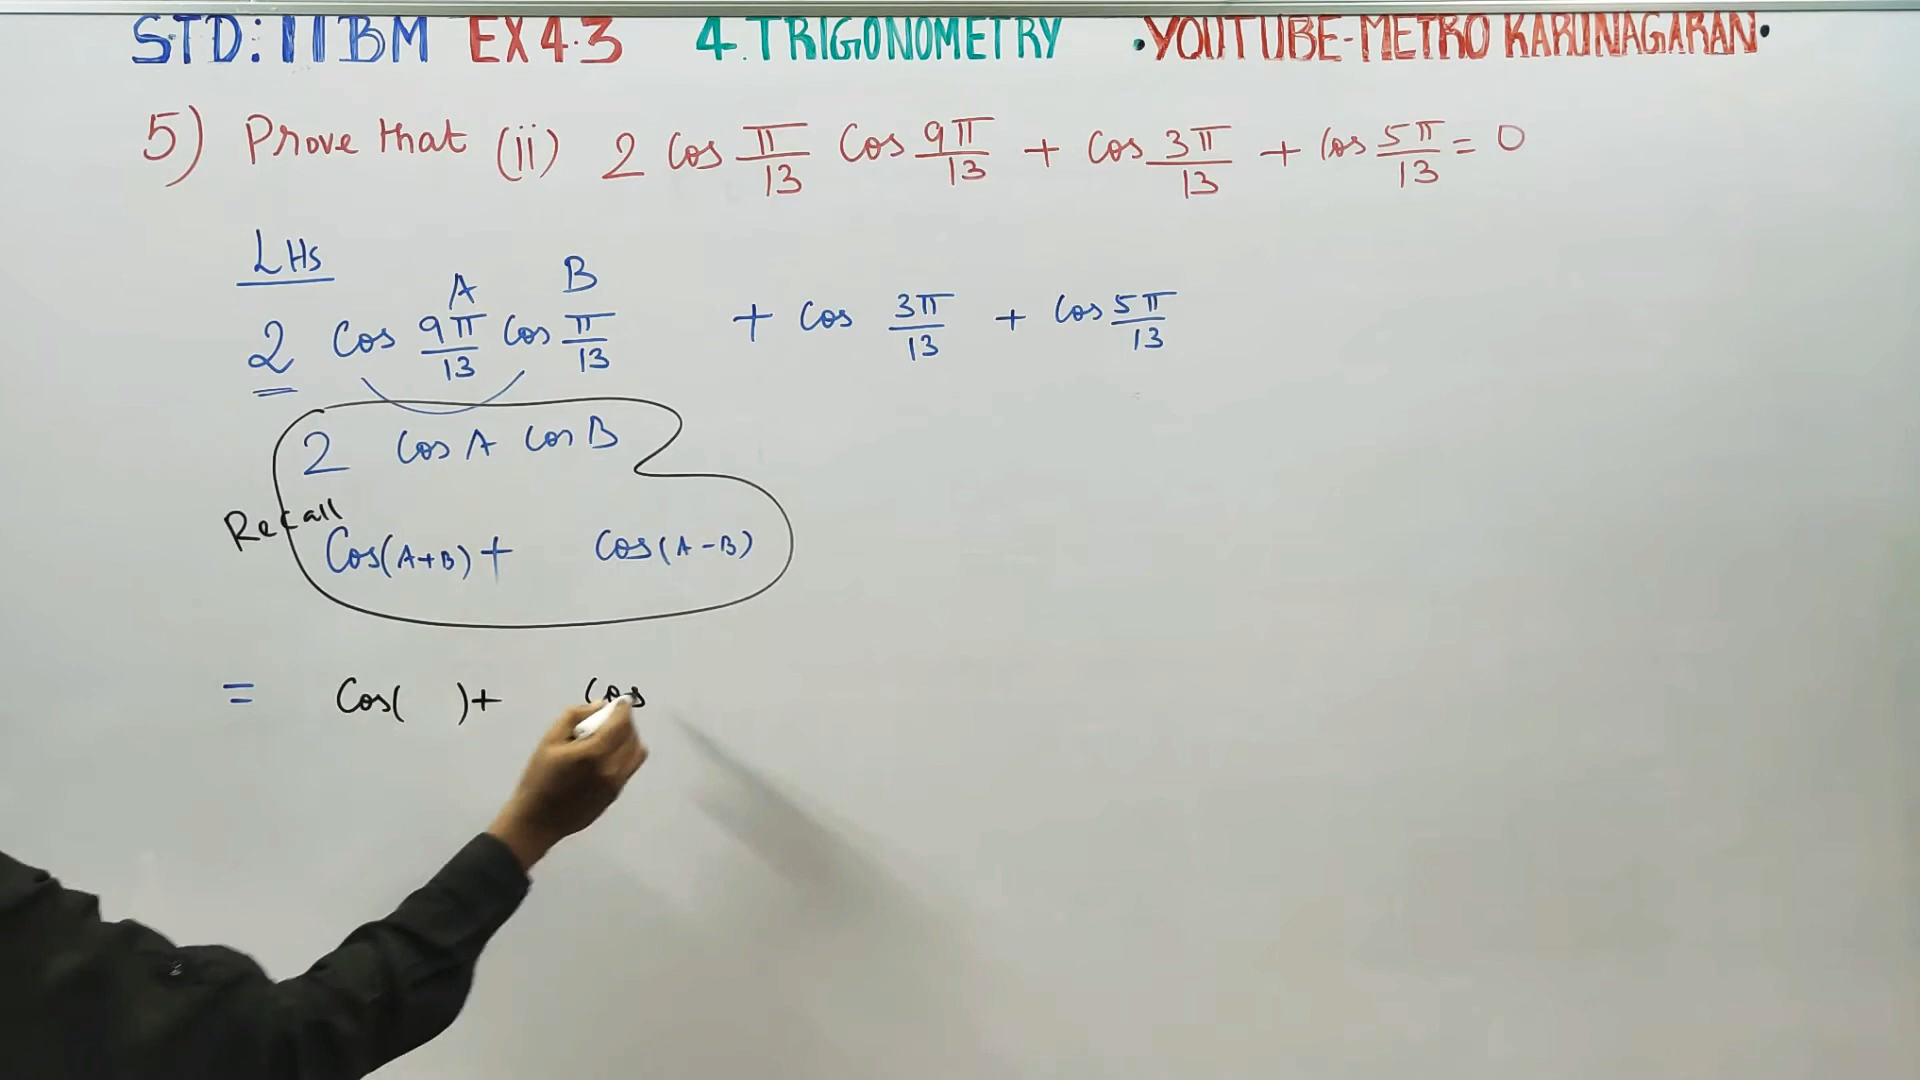 STD: 11 BM EX 4.3 4. TRIGONOMETRY • YOUTUBE-METRO KARUNAGARAN •
5) Prove that (ii) 2 Cos π/13 Cos 9π/13 + Cos 3π/13 + Cos 5π/13 = 0
LHS
A B
2 Cos 9π/13 Cos π/13 + Cos 3π/13 + Cos 5π/13
2 Cos A Cos B
Recall
Cos(A+B) + Cos(A-B)
= Cos( ) + Cos